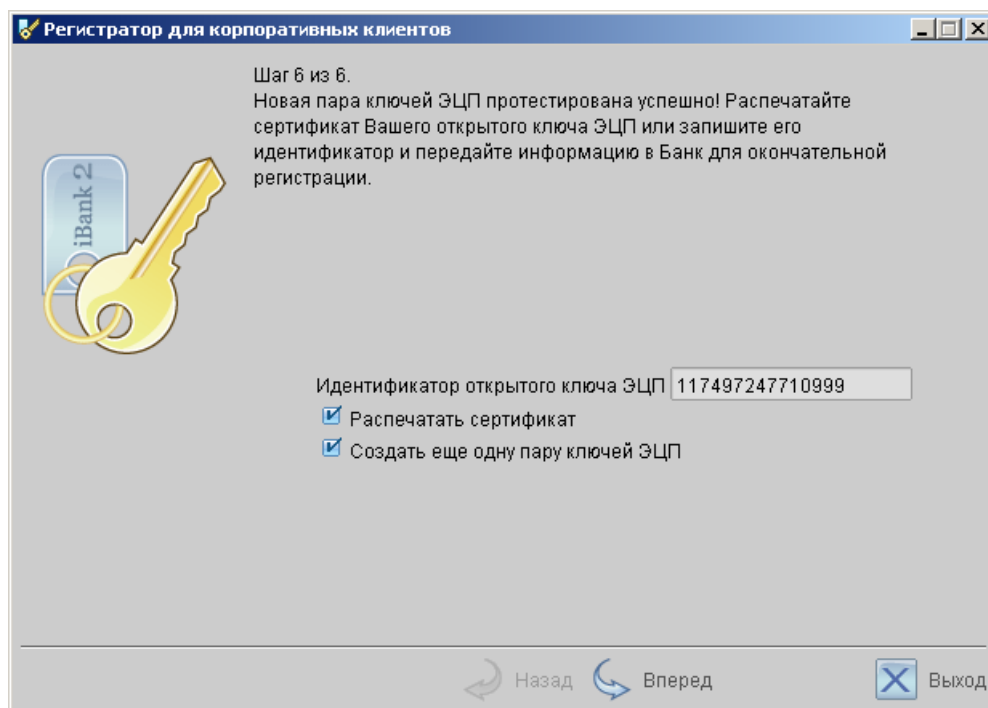 Регистратор для корпоративных клиентов
Шаг 6 из 6.
Новая пара ключей ЭЦП протестирована успешно! Распечатайте
сертификат Вашего открытого ключа ЭЦП или запишите его
идентификатор и передайте информацию в Банк для окончательной
регистрации.
iBank 2
Идентификатор открытого ключа ЭЦП 117497247710999
Распечатать сертификат
Создать еще одну пару ключей ЭЦП
Назад Вперед Выход